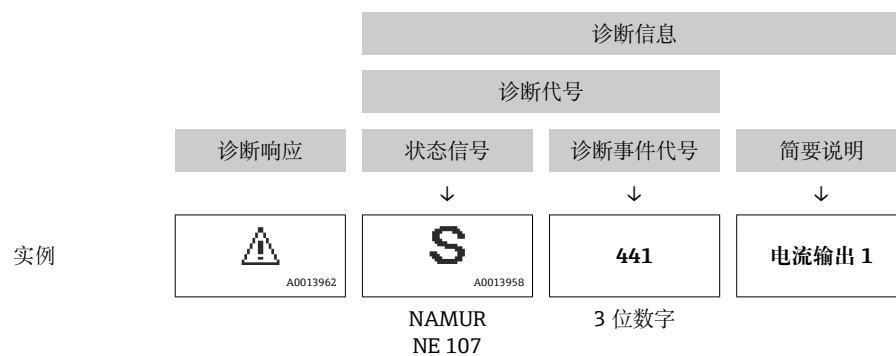 诊断信息
诊断代号
诊断响应 状态信号 诊断事件代号 简要说明
↓ ↓ ↓
实例 S 441 电流输出 1
A0013962 A0013958
NAMUR 3 位数字
NE 107